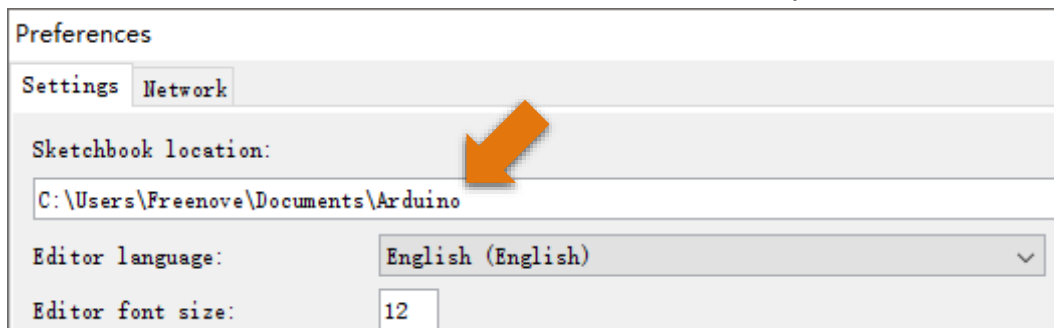 Preferences
Settings Network
Sketchbook location:
C:\Users\Freenove\Documents\Arduino
Editor language: English (English)
Editor font size: 12